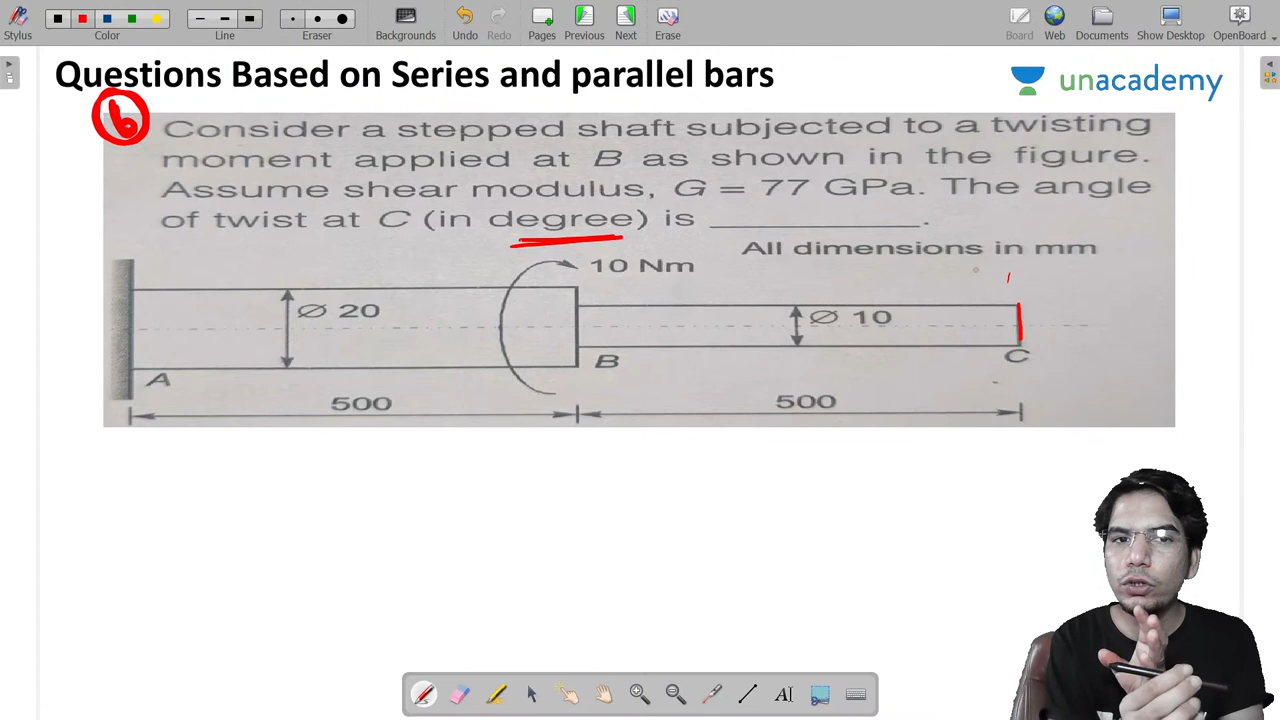 Stylus
Color
Line
Eraser
Backgrounds
Undo
Redo
Pages
Previous
Next
Erase
Board
Web
Documents
Show Desktop
OpenBoard
Questions Based on Series and parallel bars
unacademy
6
Consider a stepped shaft subjected to a twisting
moment applied at B as shown in the figure.
Assume shear modulus, G = 77 GPa. The angle
of twist at C (in degree) is __________.
All dimensions in mm
10 Nm
Ø 20
Ø 10
A
B
C
500
500
AI